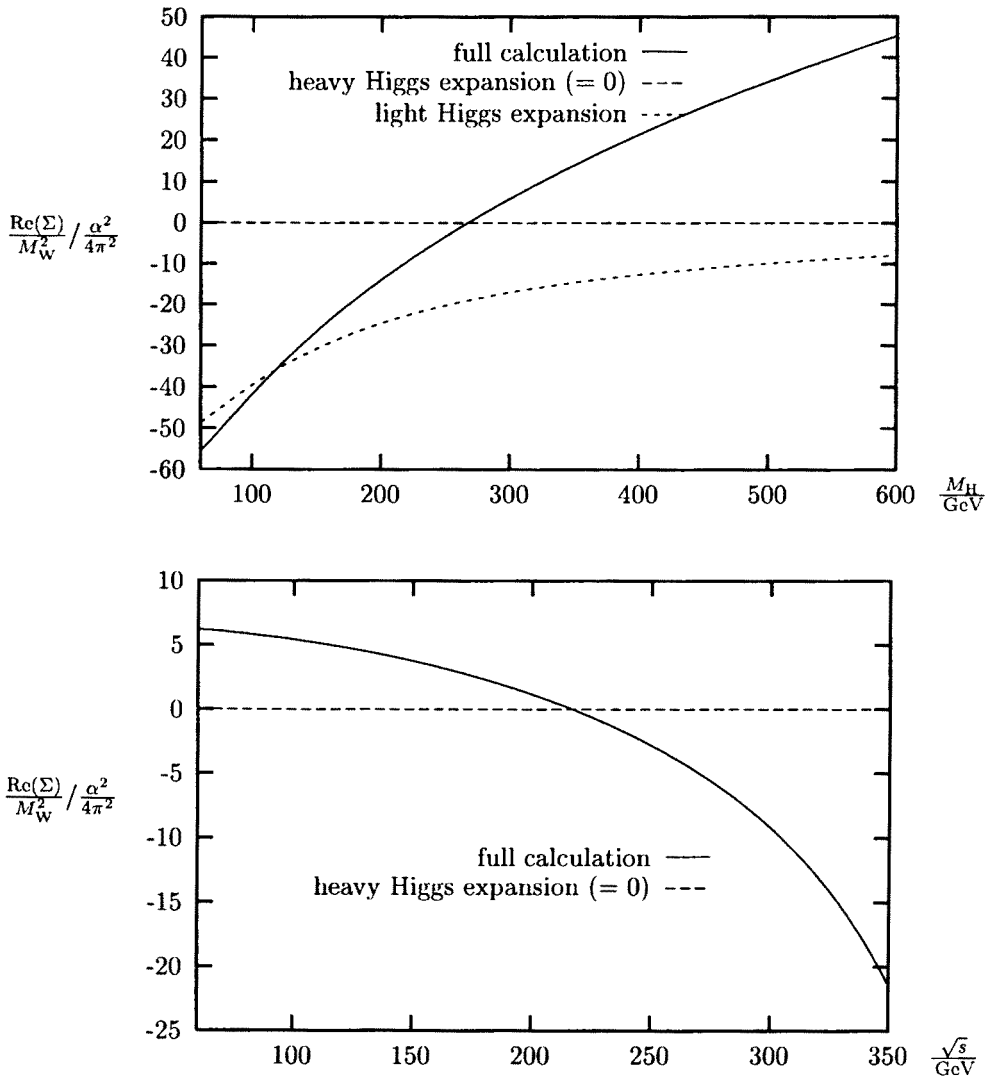 50
40
30
20
10
0
-10
-20
-30
-40
-50
-60
full calculation
heavy Higgs expansion (= 0)
light Higgs expansion
Re(Σ)/M_W^2 / α^2/4π^2
100 200 300 400 500 600
M_H/GeV
10
5
0
-5
-10
-15
-20
-25
full calculation
heavy Higgs expansion (= 0)
Re(Σ)/M_W^2 / α^2/4π^2
100 150 200 250 300 350
√s/GeV